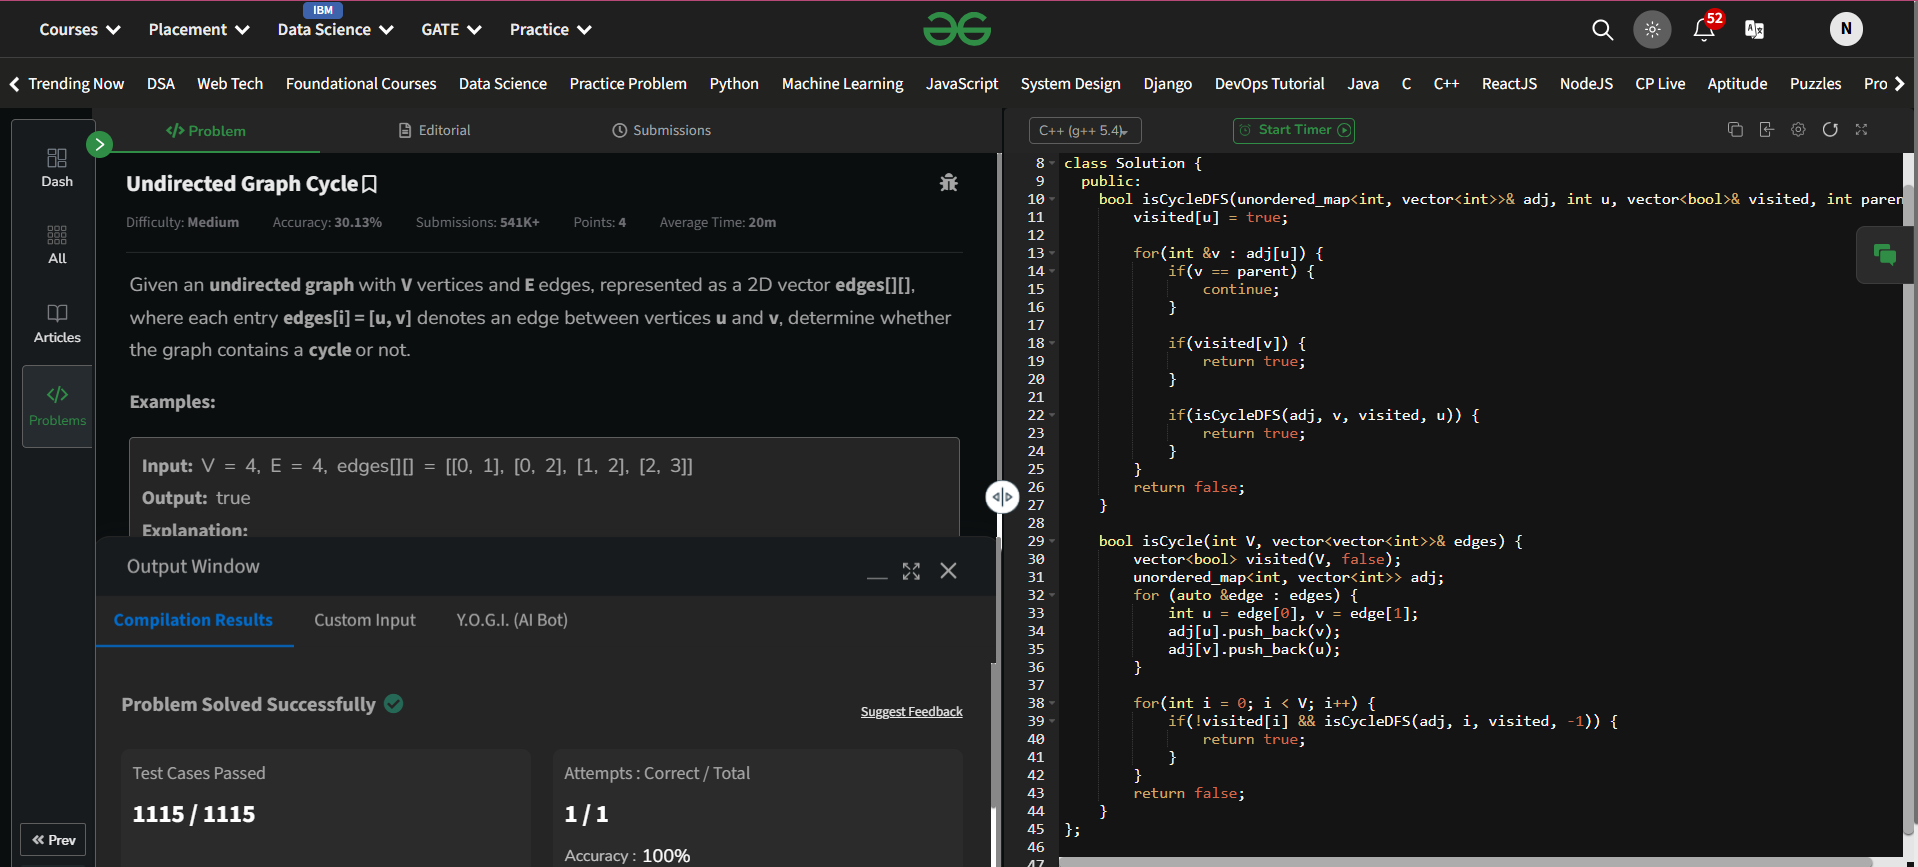 IBM
Courses Placement Data Science GATE Practice 52 N
Trending Now DSA Web Tech Foundational Courses Data Science Practice Problem Python Machine Learning JavaScript System Design Django DevOps Tutorial Java C C++ ReactJS NodeJS CP Live Aptitude Puzzles Pro
Dash
All
Articles
</> Problems
Prev
</> Problem Editorial Submissions
Undirected Graph Cycle
Difficulty: Medium Accuracy: 30.13% Submissions: 541K+ Points: 4 Average Time: 20m
Given an undirected graph with V vertices and E edges, represented as a 2D vector edges[][],
where each entry edges[i] = [u, v] denotes an edge between vertices u and v, determine whether
the graph contains a cycle or not.
Examples:
Input: V = 4, E = 4, edges[][] = [[0, 1], [0, 2], [1, 2], [2, 3]]
Output: true
Explanation:
Output Window
Compilation Results Custom Input Y.O.G.I. (AI Bot)
Problem Solved Successfully
Suggest Feedback
Test Cases Passed
1115 / 1115
Attempts : Correct / Total
1 / 1
Accuracy : 100%
C++ (g++ 5.4) Start Timer
8 class Solution {
9 public:
10 bool isCycleDFS(unordered_map<int, vector<int>>& adj, int u, vector<bool>& visited, int paren
11 visited[u] = true;
12
13 for(int &v : adj[u]) {
14 if(v == parent) {
15 continue;
16 }
17
18 if(visited[v]) {
19 return true;
20 }
21
22 if(isCycleDFS(adj, v, visited, u)) {
23 return true;
24 }
25 }
26 return false;
27 }
28
29 bool isCycle(int V, vector<vector<int>>& edges) {
30 vector<bool> visited(V, false);
31 unordered_map<int, vector<int>> adj;
32 for (auto &edge : edges) {
33 int u = edge[0], v = edge[1];
34 adj[u].push_back(v);
35 adj[v].push_back(u);
36 }
37
38 for(int i = 0; i < V; i++) {
39 if(!visited[i] && isCycleDFS(adj, i, visited, -1)) {
40 return true;
41 }
42 }
43 return false;
44 }
45 };
46
47